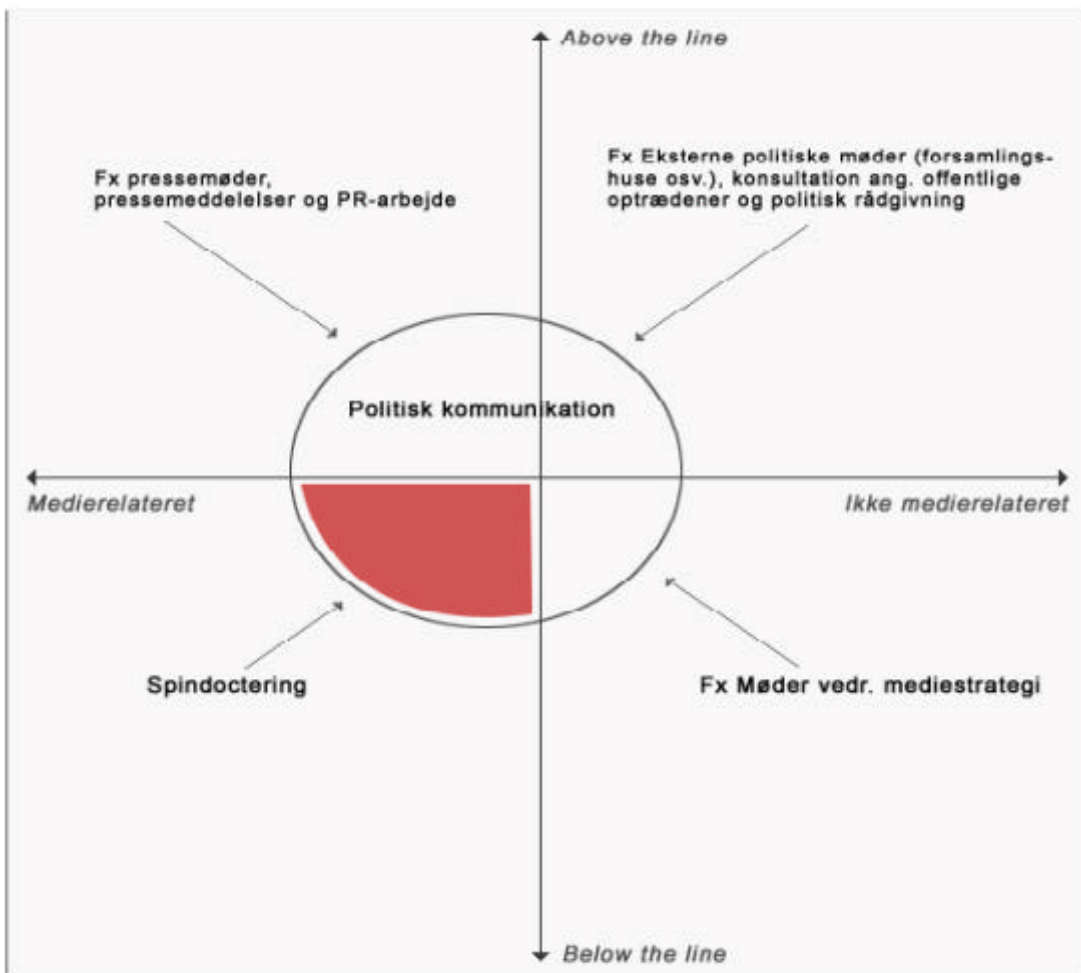 Above the line
Fx pressemøder,
pressemeddelelser og PR-arbejde
Fx Eksterne politiske møder (forsamlings-
huse osv.), konsultation ang. offentlige
optrædener og politisk rådgivning
Politisk kommunikation
Medierelateret
Ikke medierelateret
Spindoctering
Fx Møder vedr. mediestrategi
Below the line